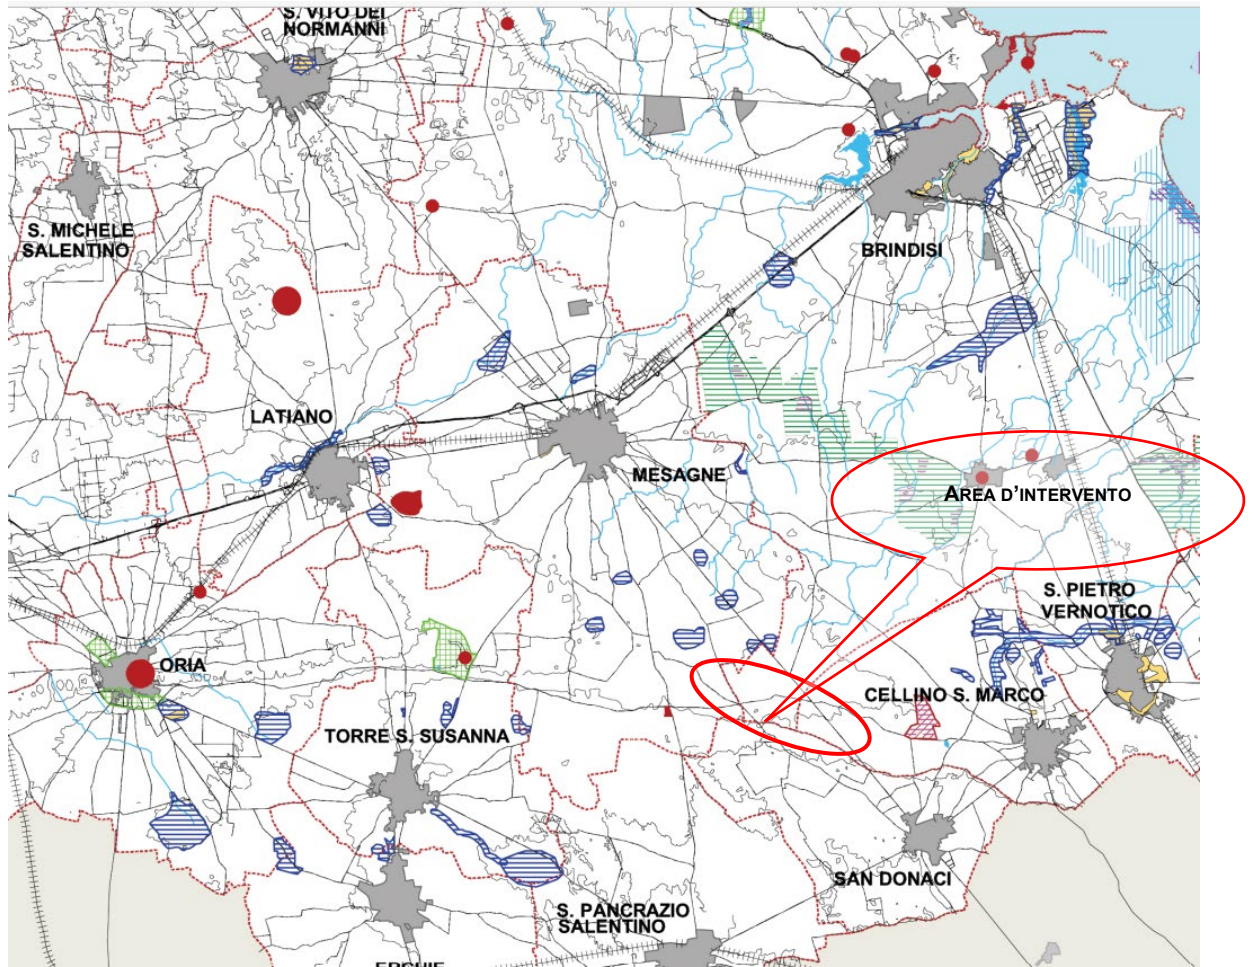 S. VITO DEI
NORMANNI
S. MICHELE
SALENTINO
BRINDISI
LATIANO
MESAGNE
AREA D'INTERVENTO
S. PIETRO
VERNOTICO
ORIA
CELLINO S. MARCO
TORRE S. SUSANNA
SAN DONACI
S. PANCRAZIO
SALENTINO
ERCHIE